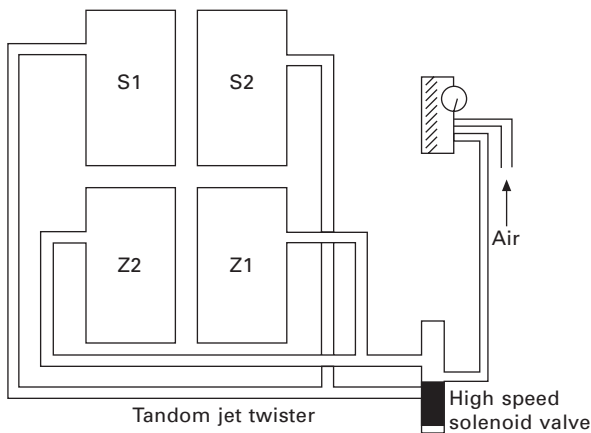 S1
S2
Z2
Z1
Air
Tandom jet twister
High speed
solenoid valve